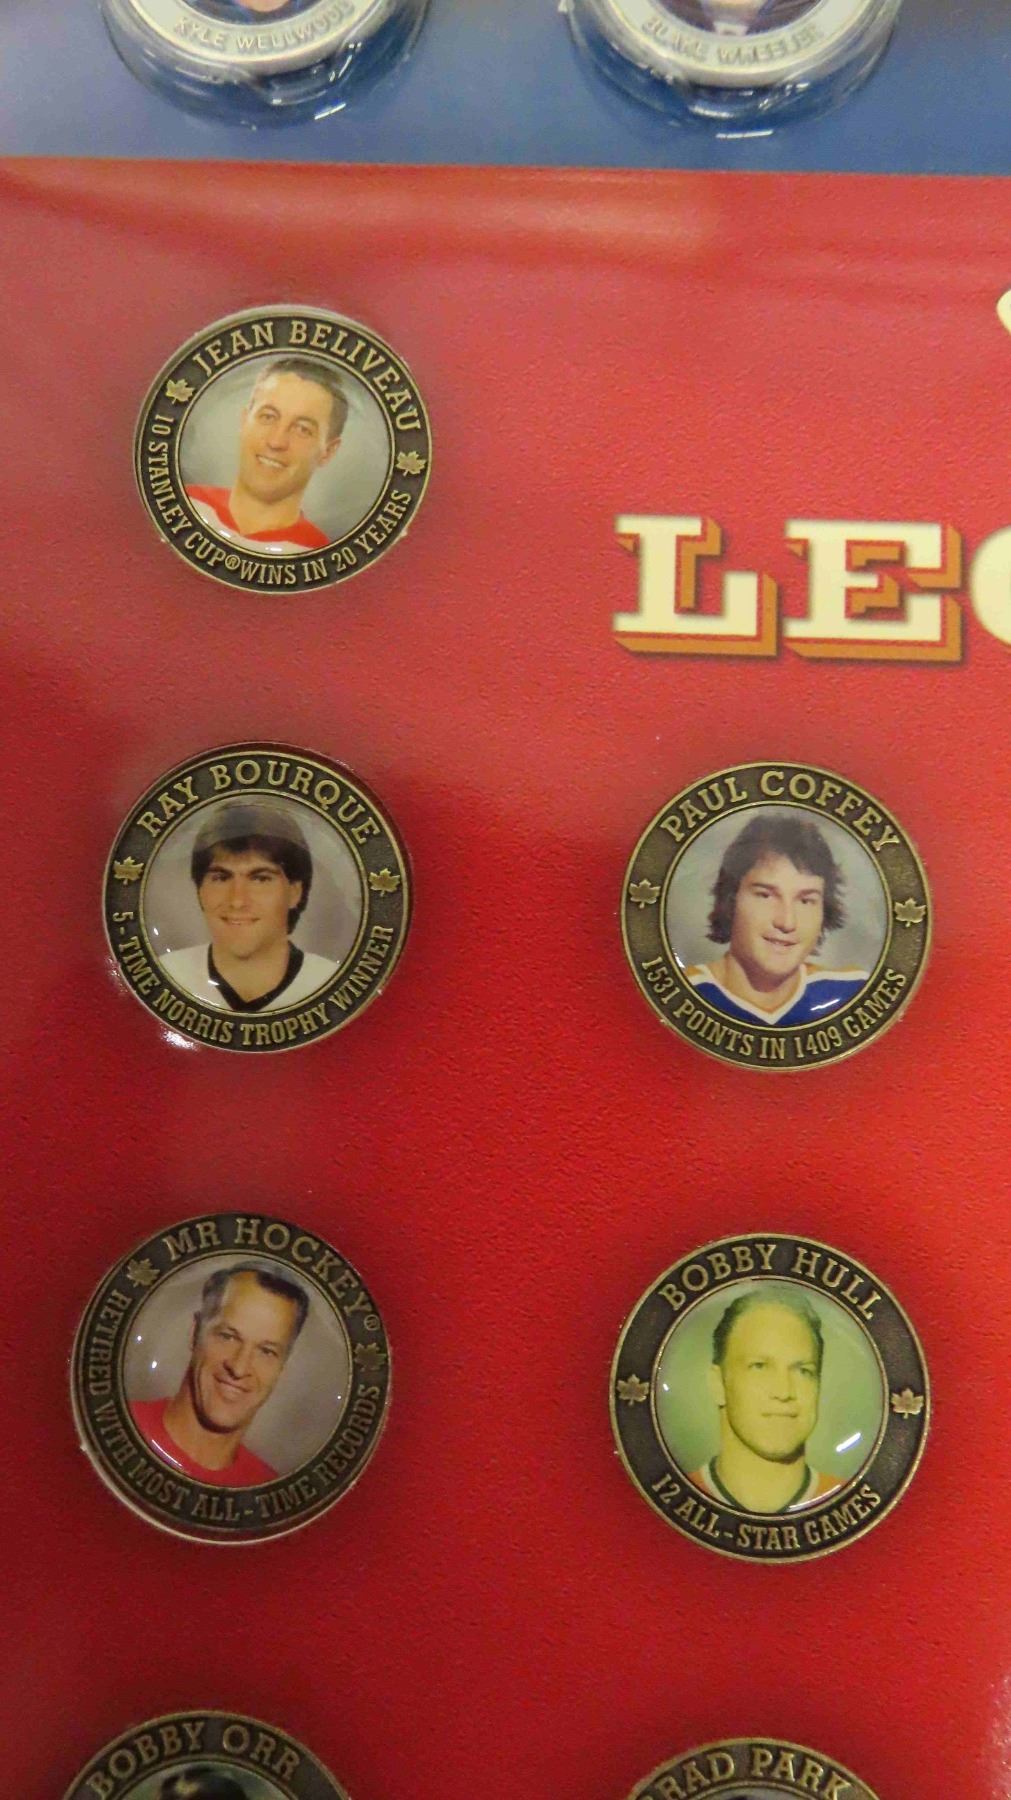 KYLE WELLWOOD
BLAKE WHEELER
JEAN BELIVEAU
10 STANLEY CUP® WINS IN 20 YEARS
LE
RAY BOURQUE
5-TIME NORRIS TROPHY WINNER
PAUL COFFEY
1531 POINTS IN 1409 GAMES
MR HOCKEY®
RETIRED WITH MOST ALL-TIME RECORDS
BOBBY HULL
12 ALL-STAR GAMES
BOBBY ORR
RAD PARK